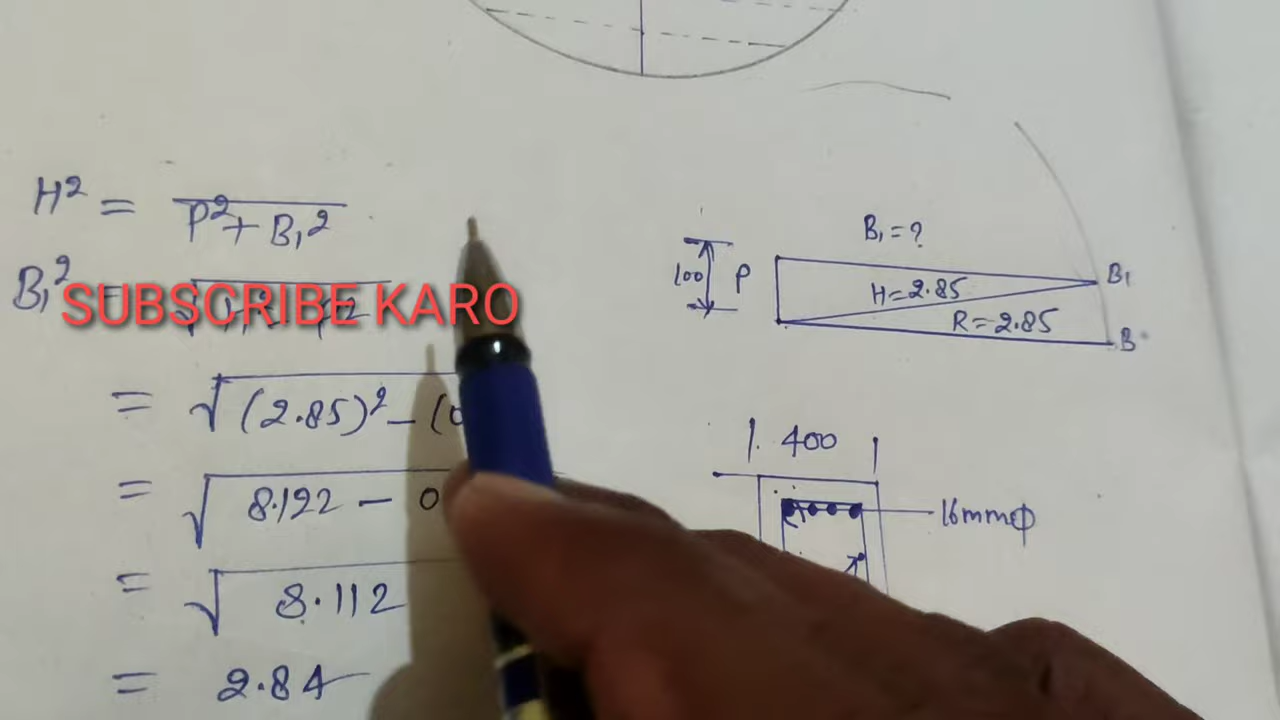 H² = P² + B₁²
B₁² =
SUBSCRIBE KARO
= √(2.85)² – (0
= √8.122 – 0
= √8.112
= 2.84
B₁ = ?
100 P
H = 2.85
B₁
R = 2.85
B
400
16mmφ